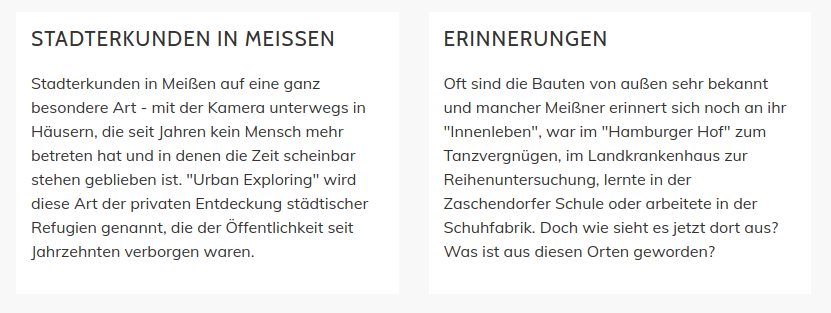 STADTERKUNDEN IN MEISSEN
Stadterkunden in Meißen auf eine ganz
besondere Art - mit der Kamera unterwegs in
Häusern, die seit Jahren kein Mensch mehr
betreten hat und in denen die Zeit scheinbar
stehen geblieben ist. "Urban Exploring" wird
diese Art der privaten Entdeckung städtischer
Refugien genannt, die der Öffentlichkeit seit
Jahrzehnten verborgen waren.
ERINNERUNGEN
Oft sind die Bauten von außen sehr bekannt
und mancher Meißner erinnert sich noch an ihr
"Innenleben", war im "Hamburger Hof" zum
Tanzvergnügen, im Landkrankenhaus zur
Reihenuntersuchung, lernte in der
Zaschendorfer Schule oder arbeitete in der
Schuhfabrik. Doch wie sieht es jetzt dort aus?
Was ist aus diesen Orten geworden?